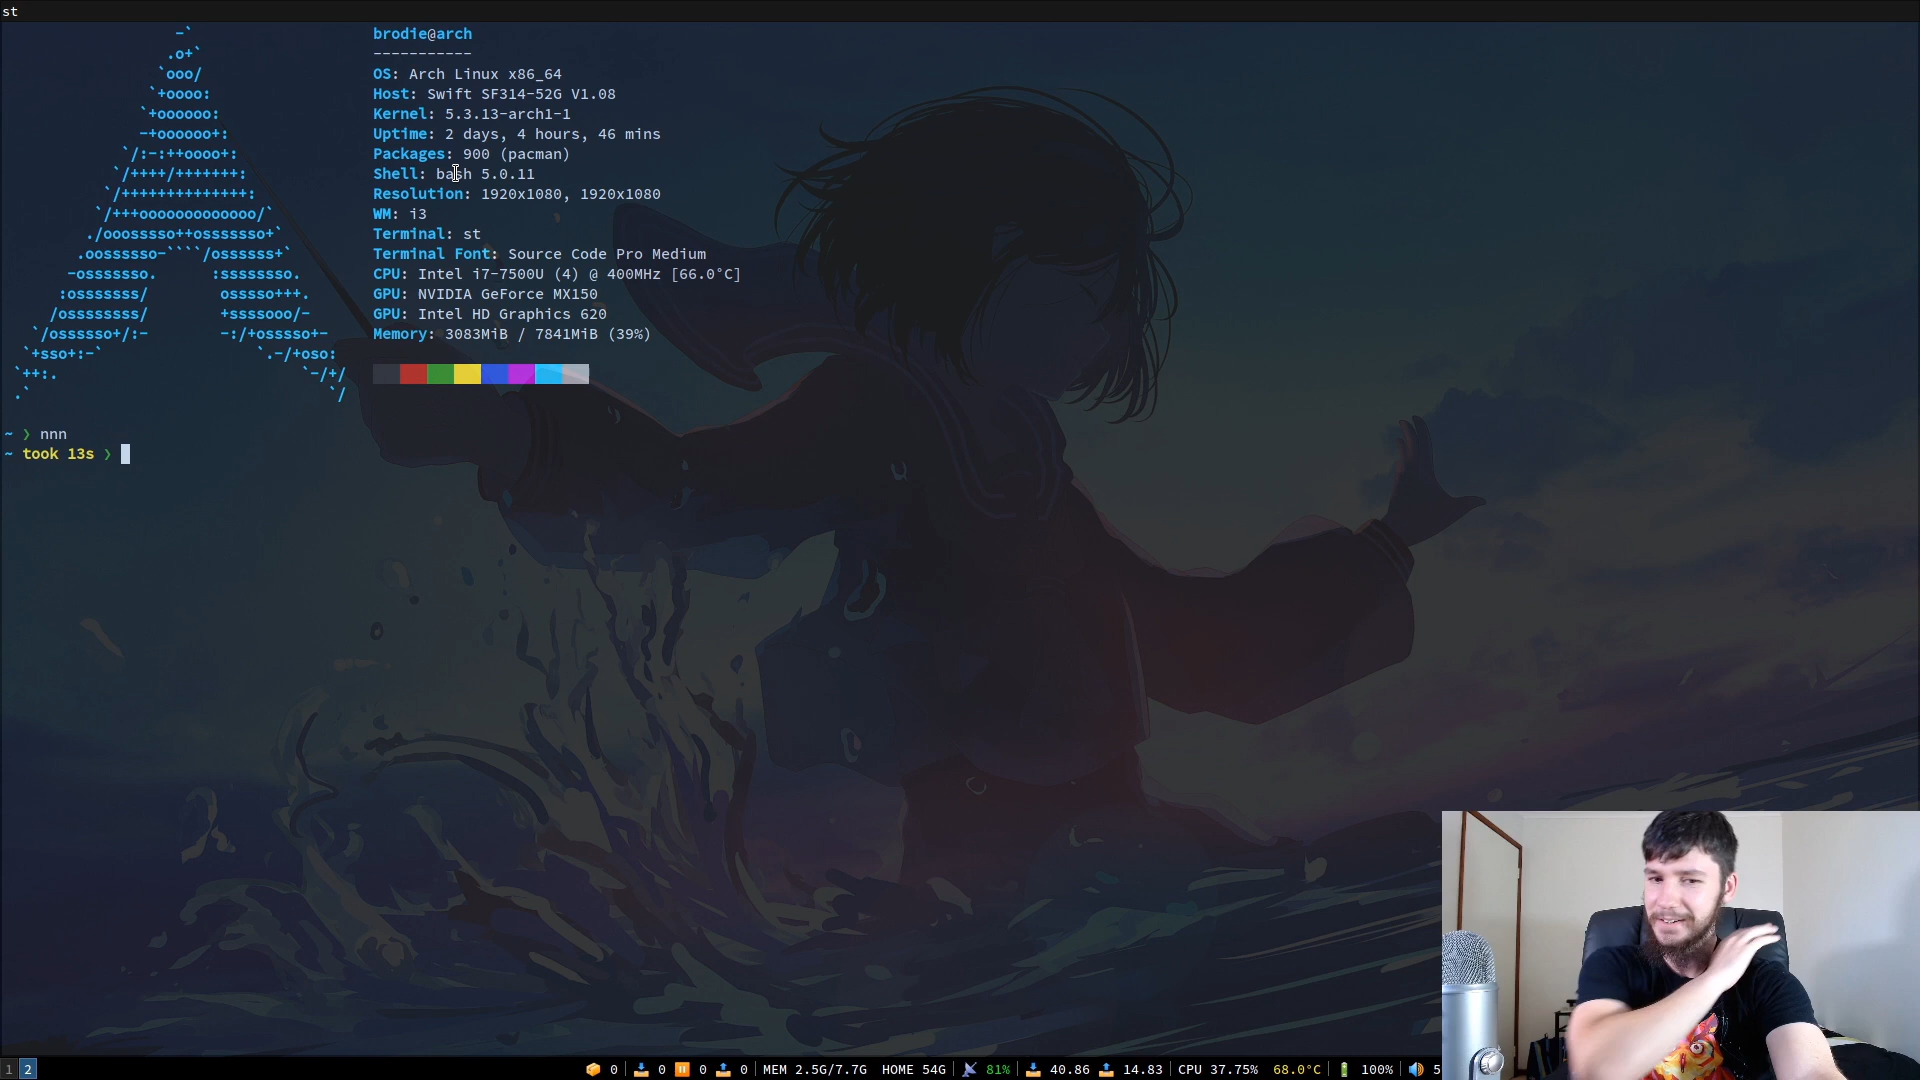 st
brodie@arch
-----------
OS: Arch Linux x86_64
Host: Swift SF314-52G V1.08
Kernel: 5.3.13-arch1-1
Uptime: 2 days, 4 hours, 46 mins
Packages: 900 (pacman)
Shell: bash 5.0.11
Resolution: 1920x1080, 1920x1080
WM: i3
Terminal: st
Terminal Font: Source Code Pro Medium
CPU: Intel i7-7500U (4) @ 400MHz [66.0°C]
GPU: NVIDIA GeForce MX150
GPU: Intel HD Graphics 620
Memory: 3083MiB / 7841MiB (39%)
~ ❯ nnn
~ took 13s ❯
1 2 0 | 0 0 0 | MEM 2.5G/7.7G HOME 54G | 81% | 40.86 14.83 | CPU 37.75% 68.0°C | 100% | 5